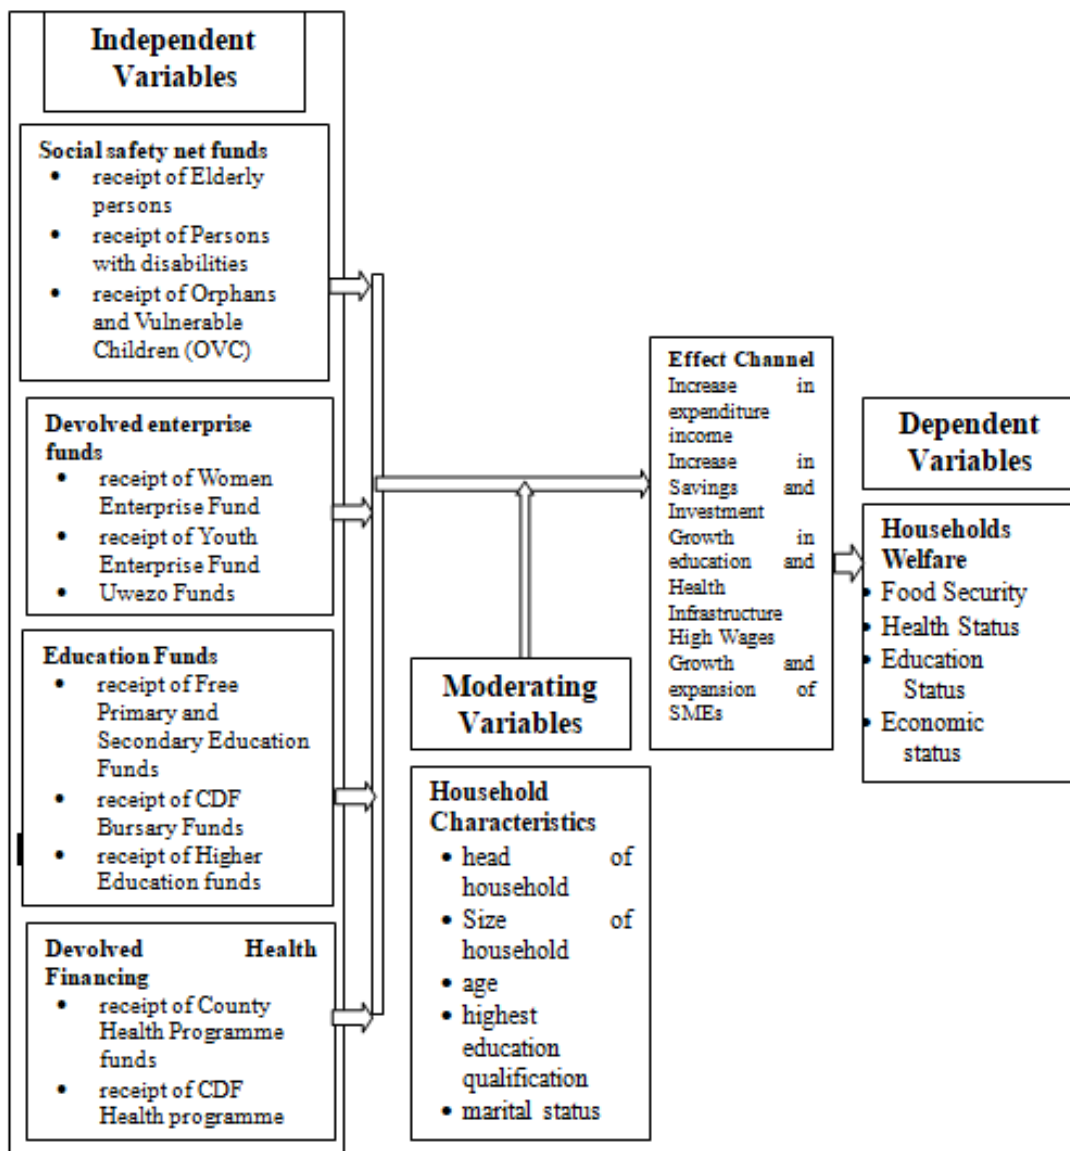 Independent
Variables
Social safety net funds
• receipt of Elderly
persons
• receipt of Persons
with disabilities
• receipt of Orphans
and Vulnerable
Children (OVC)
Devolved enterprise
funds
• receipt of Women
Enterprise Fund
• receipt of Youth
Enterprise Fund
• Uwezo Funds
Education Funds
• receipt of Free
Primary and
Secondary Education
Funds
• receipt of CDF
Bursary Funds
• receipt of Higher
Education funds
Devolved Health
Financing
• receipt of County
Health Programme
funds
• receipt of CDF
Health programme
Moderating
Variables
Household
Characteristics
• head of
household
• Size of
household
• age
• highest
education
qualification
• marital status
Effect Channel
Increase in
expenditure
income
Increase in
Savings and
Investment
Growth in
education and
Health
Infrastructure
High Wages
Growth and
expansion of
SMEs
Dependent
Variables
Households
Welfare
• Food Security
• Health Status
• Education
Status
• Economic
status